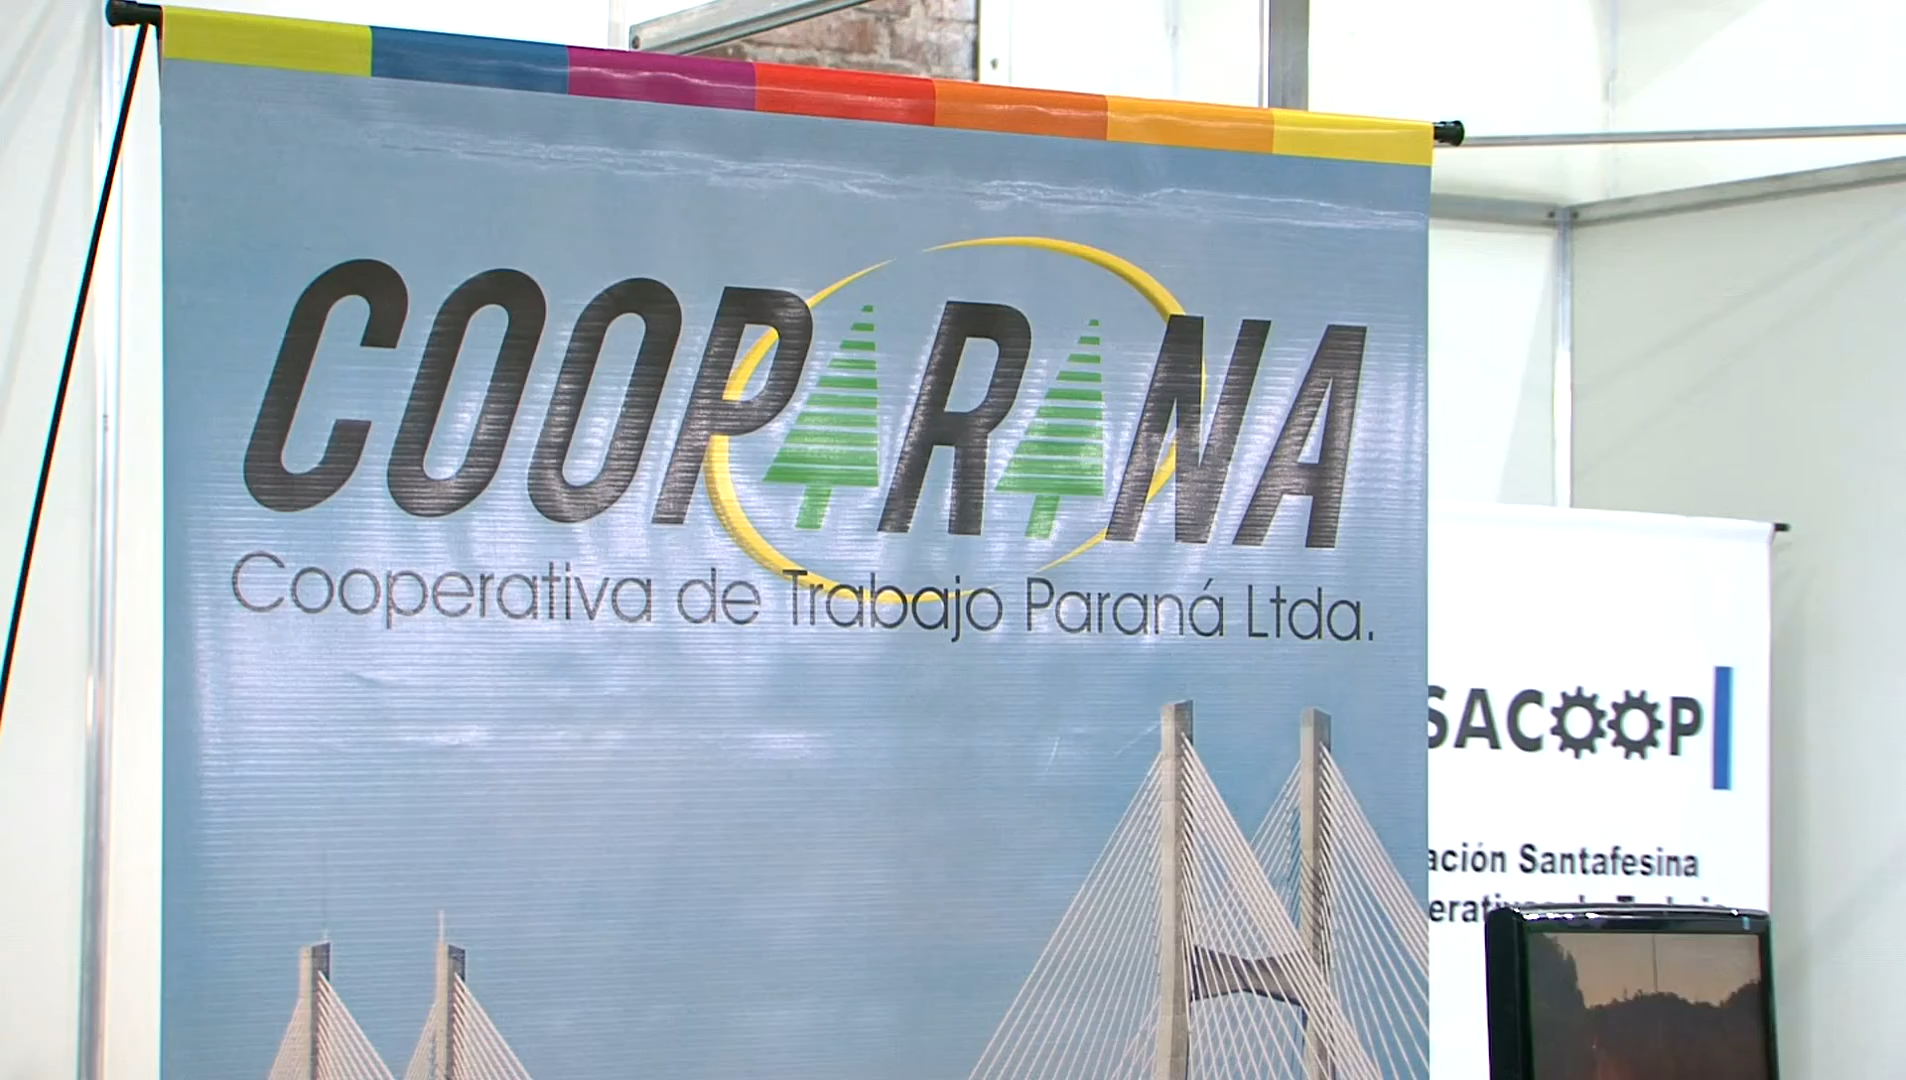 COOPARANA
Cooperativa de Trabajo Paraná Ltda.
SACOOP
ación Santafesina